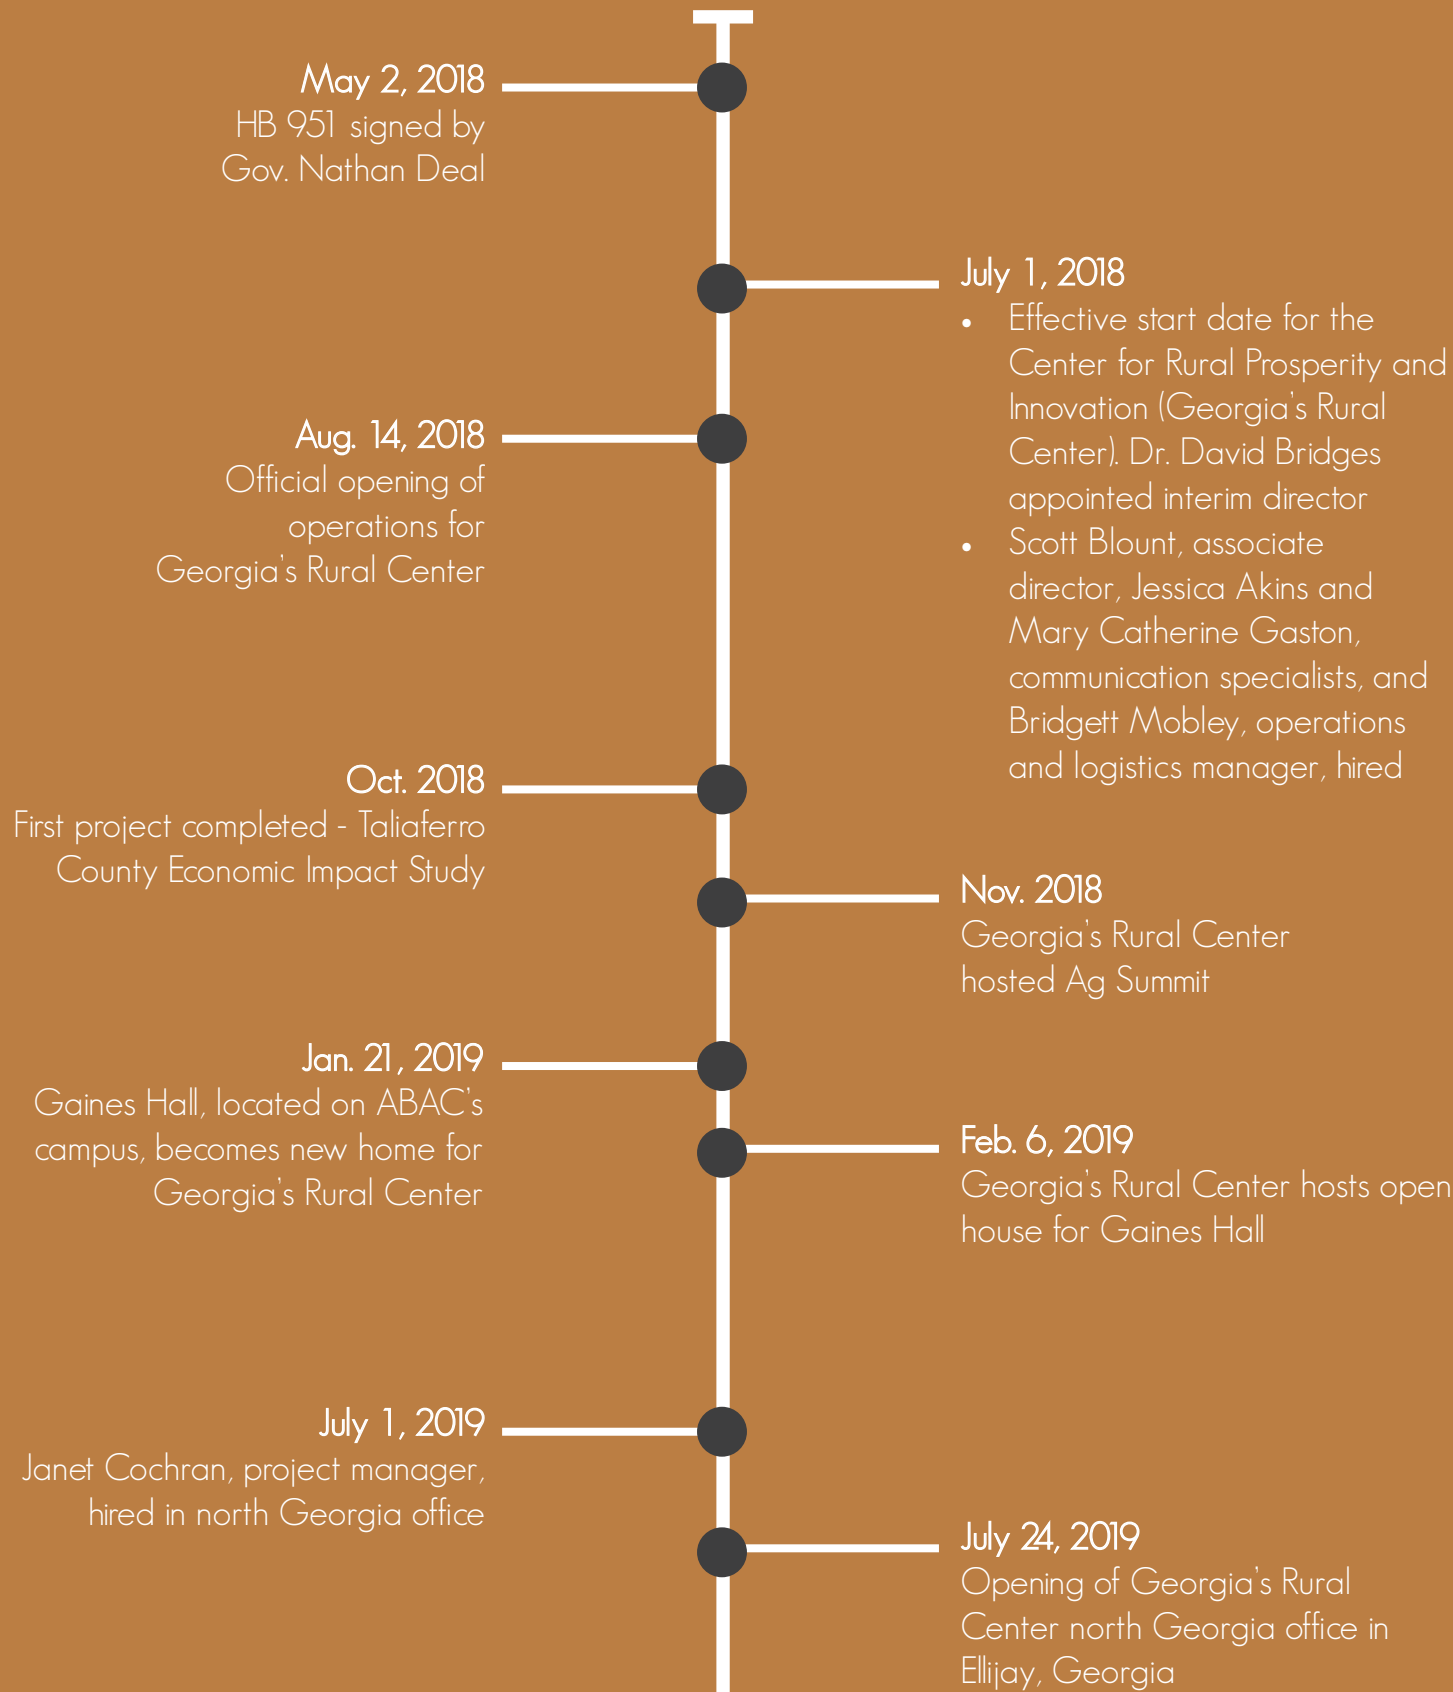 May 2, 2018
HB 951 signed by
Gov. Nathan Deal
July 1, 2018
• Effective start date for the
Center for Rural Prosperity and
Innovation (Georgia's Rural
Center). Dr. David Bridges
appointed interim director
• Scott Blount, associate
director, Jessica Akins and
Mary Catherine Gaston,
communication specialists, and
Bridgett Mobley, operations
and logistics manager, hired
Aug. 14, 2018
Official opening of
operations for
Georgia's Rural Center
Oct. 2018
First project completed - Taliaferro
County Economic Impact Study
Nov. 2018
Georgia's Rural Center
hosted Ag Summit
Jan. 21, 2019
Gaines Hall, located on ABAC's
campus, becomes new home for
Georgia's Rural Center
Feb. 6, 2019
Georgia's Rural Center hosts open
house for Gaines Hall
July 1, 2019
Janet Cochran, project manager,
hired in north Georgia office
July 24, 2019
Opening of Georgia's Rural
Center north Georgia office in
Ellijay, Georgia